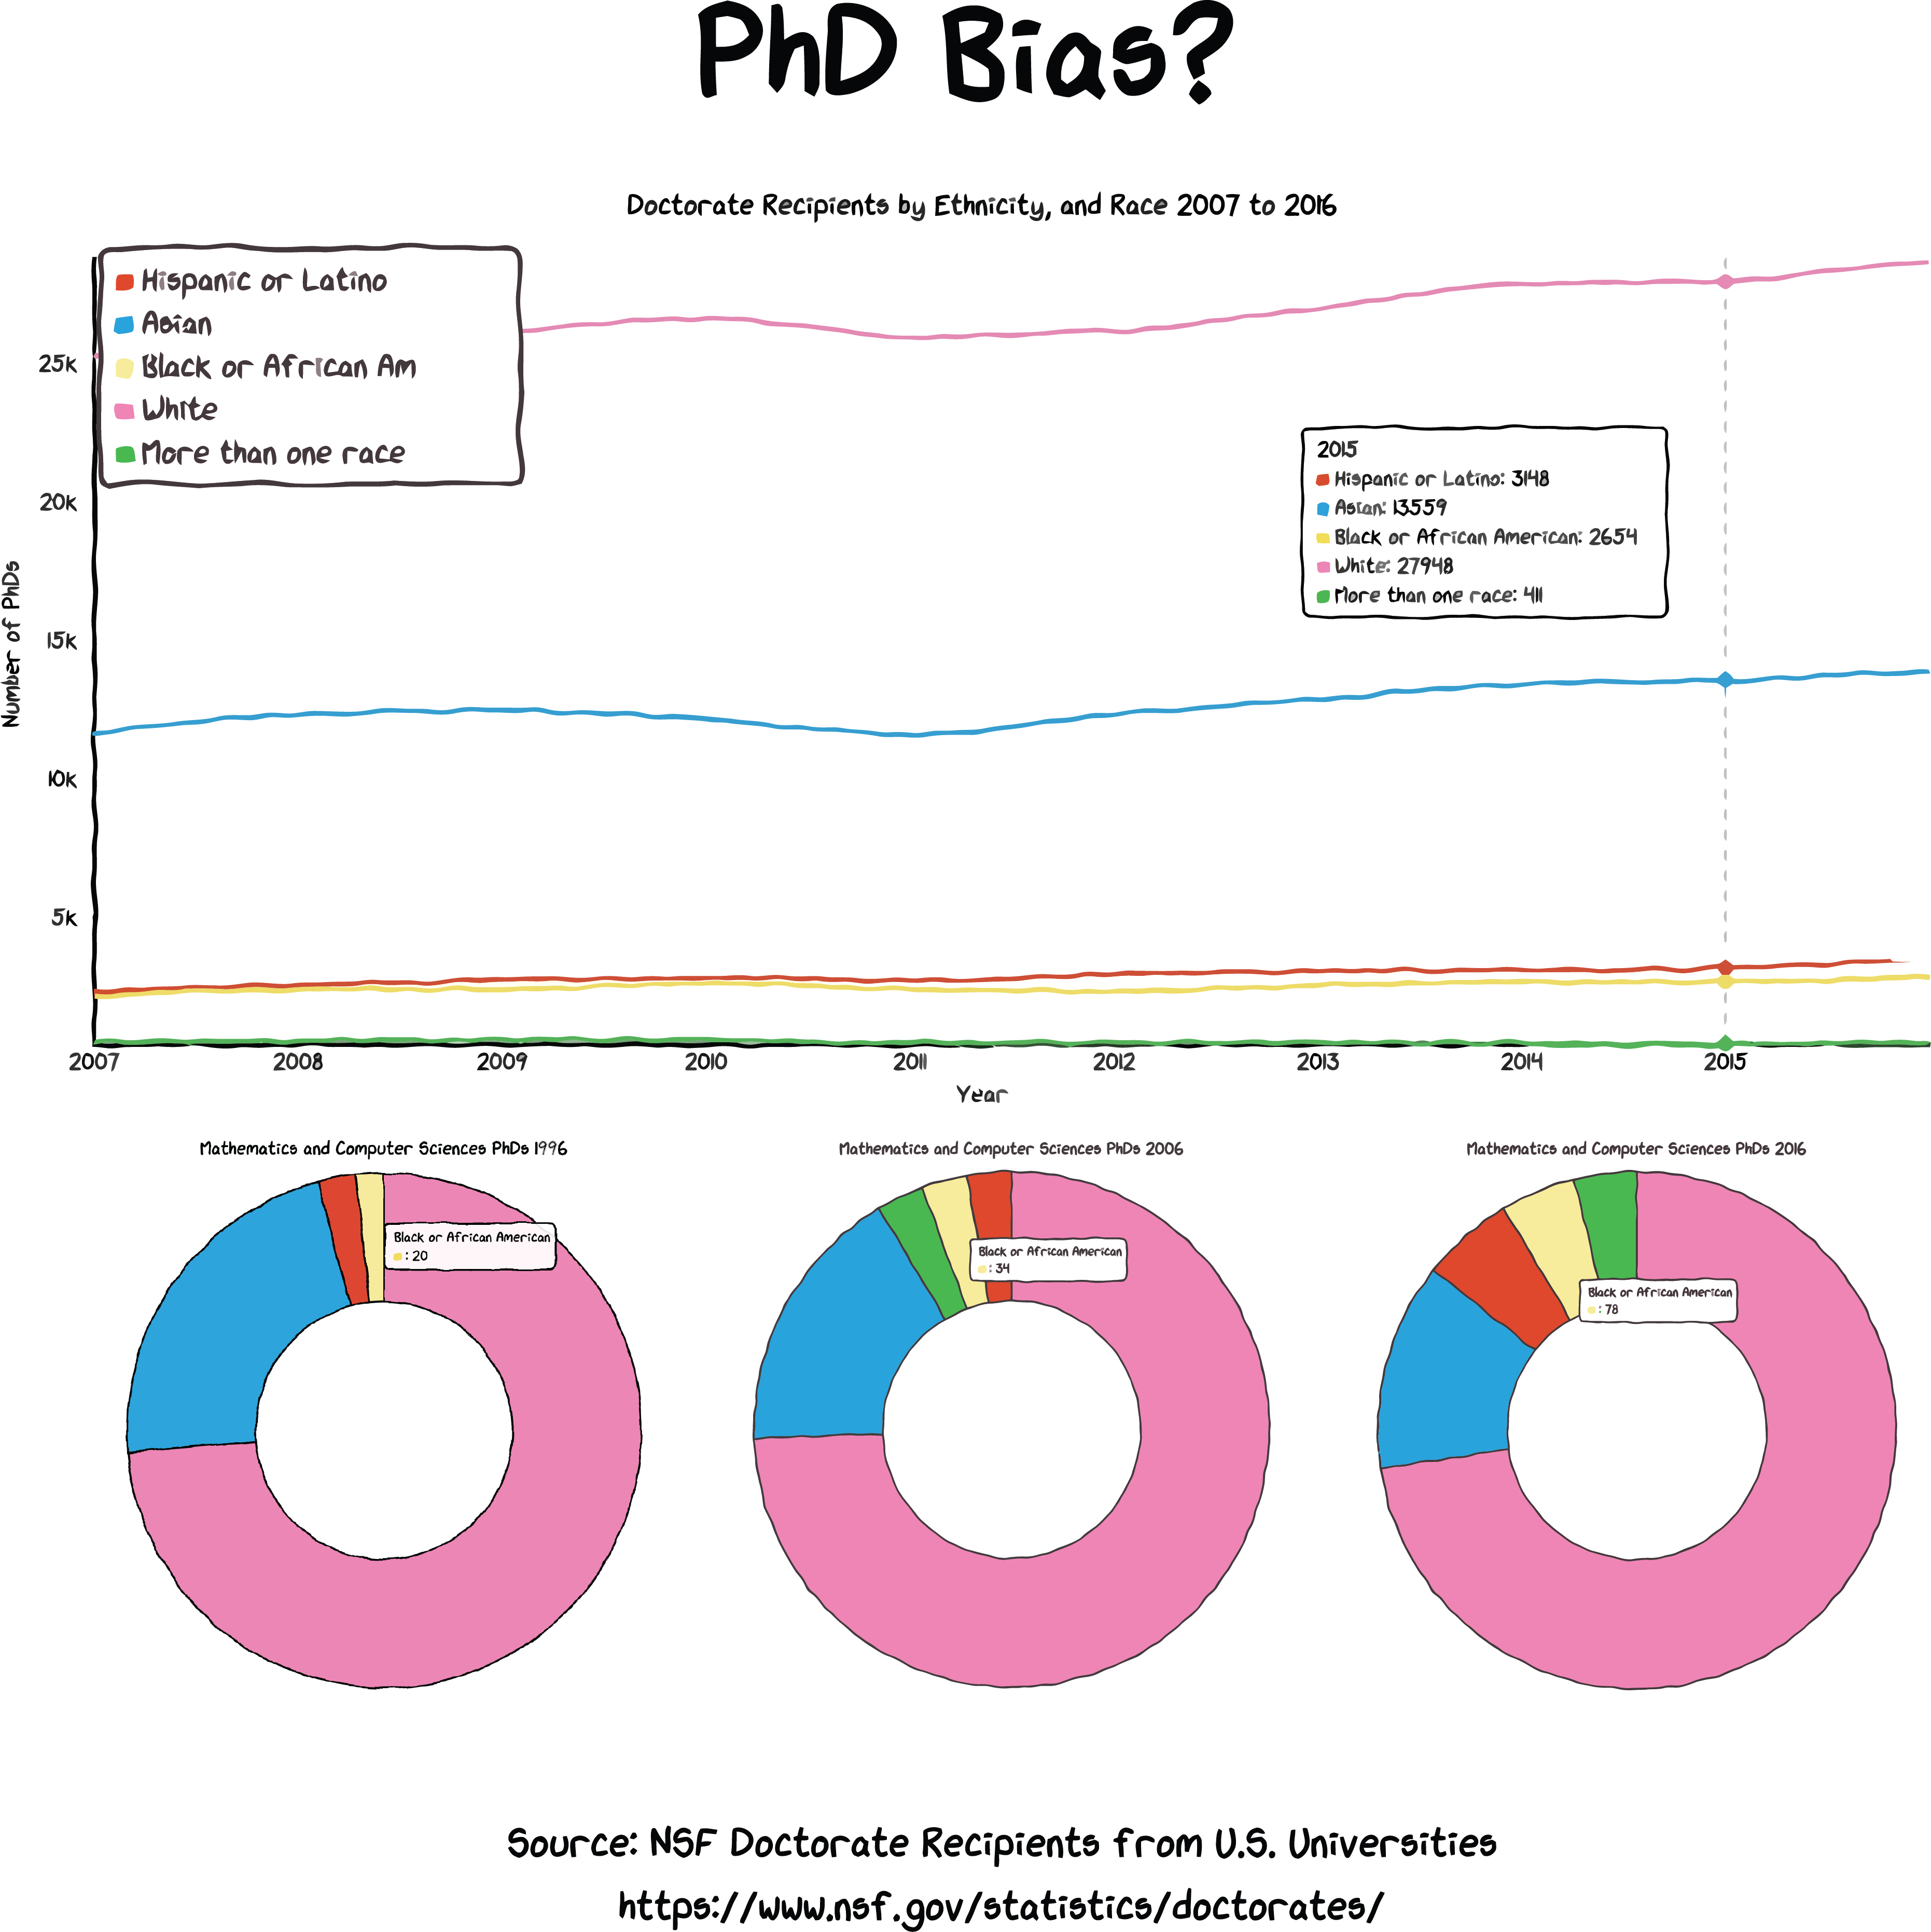 PhD Bias?
Doctorate Recipients by Ethnicity, and Race 2007 to 2016
Hispanic or Latino
Asian
Black or African Am
White
More than one race
25k
20k
15k
10k
5k
Number of PhDs
2015
Hispanic or Latino: 3148
Asian: 13559
Black or African American: 2654
White: 27948
More than one race: 411
2007 2008 2009 2010 2011 2012 2013 2014 2015
Year
Mathematics and Computer Sciences PhDs 1996
Black or African American
: 20
Mathematics and Computer Sciences PhDs 2006
Black or African American
: 34
Mathematics and Computer Sciences PhDs 2016
Black or African American
: 78
Source: NSF Doctorate Recipients from U.S. Universities
https://www.nsf.gov/statistics/doctorates/